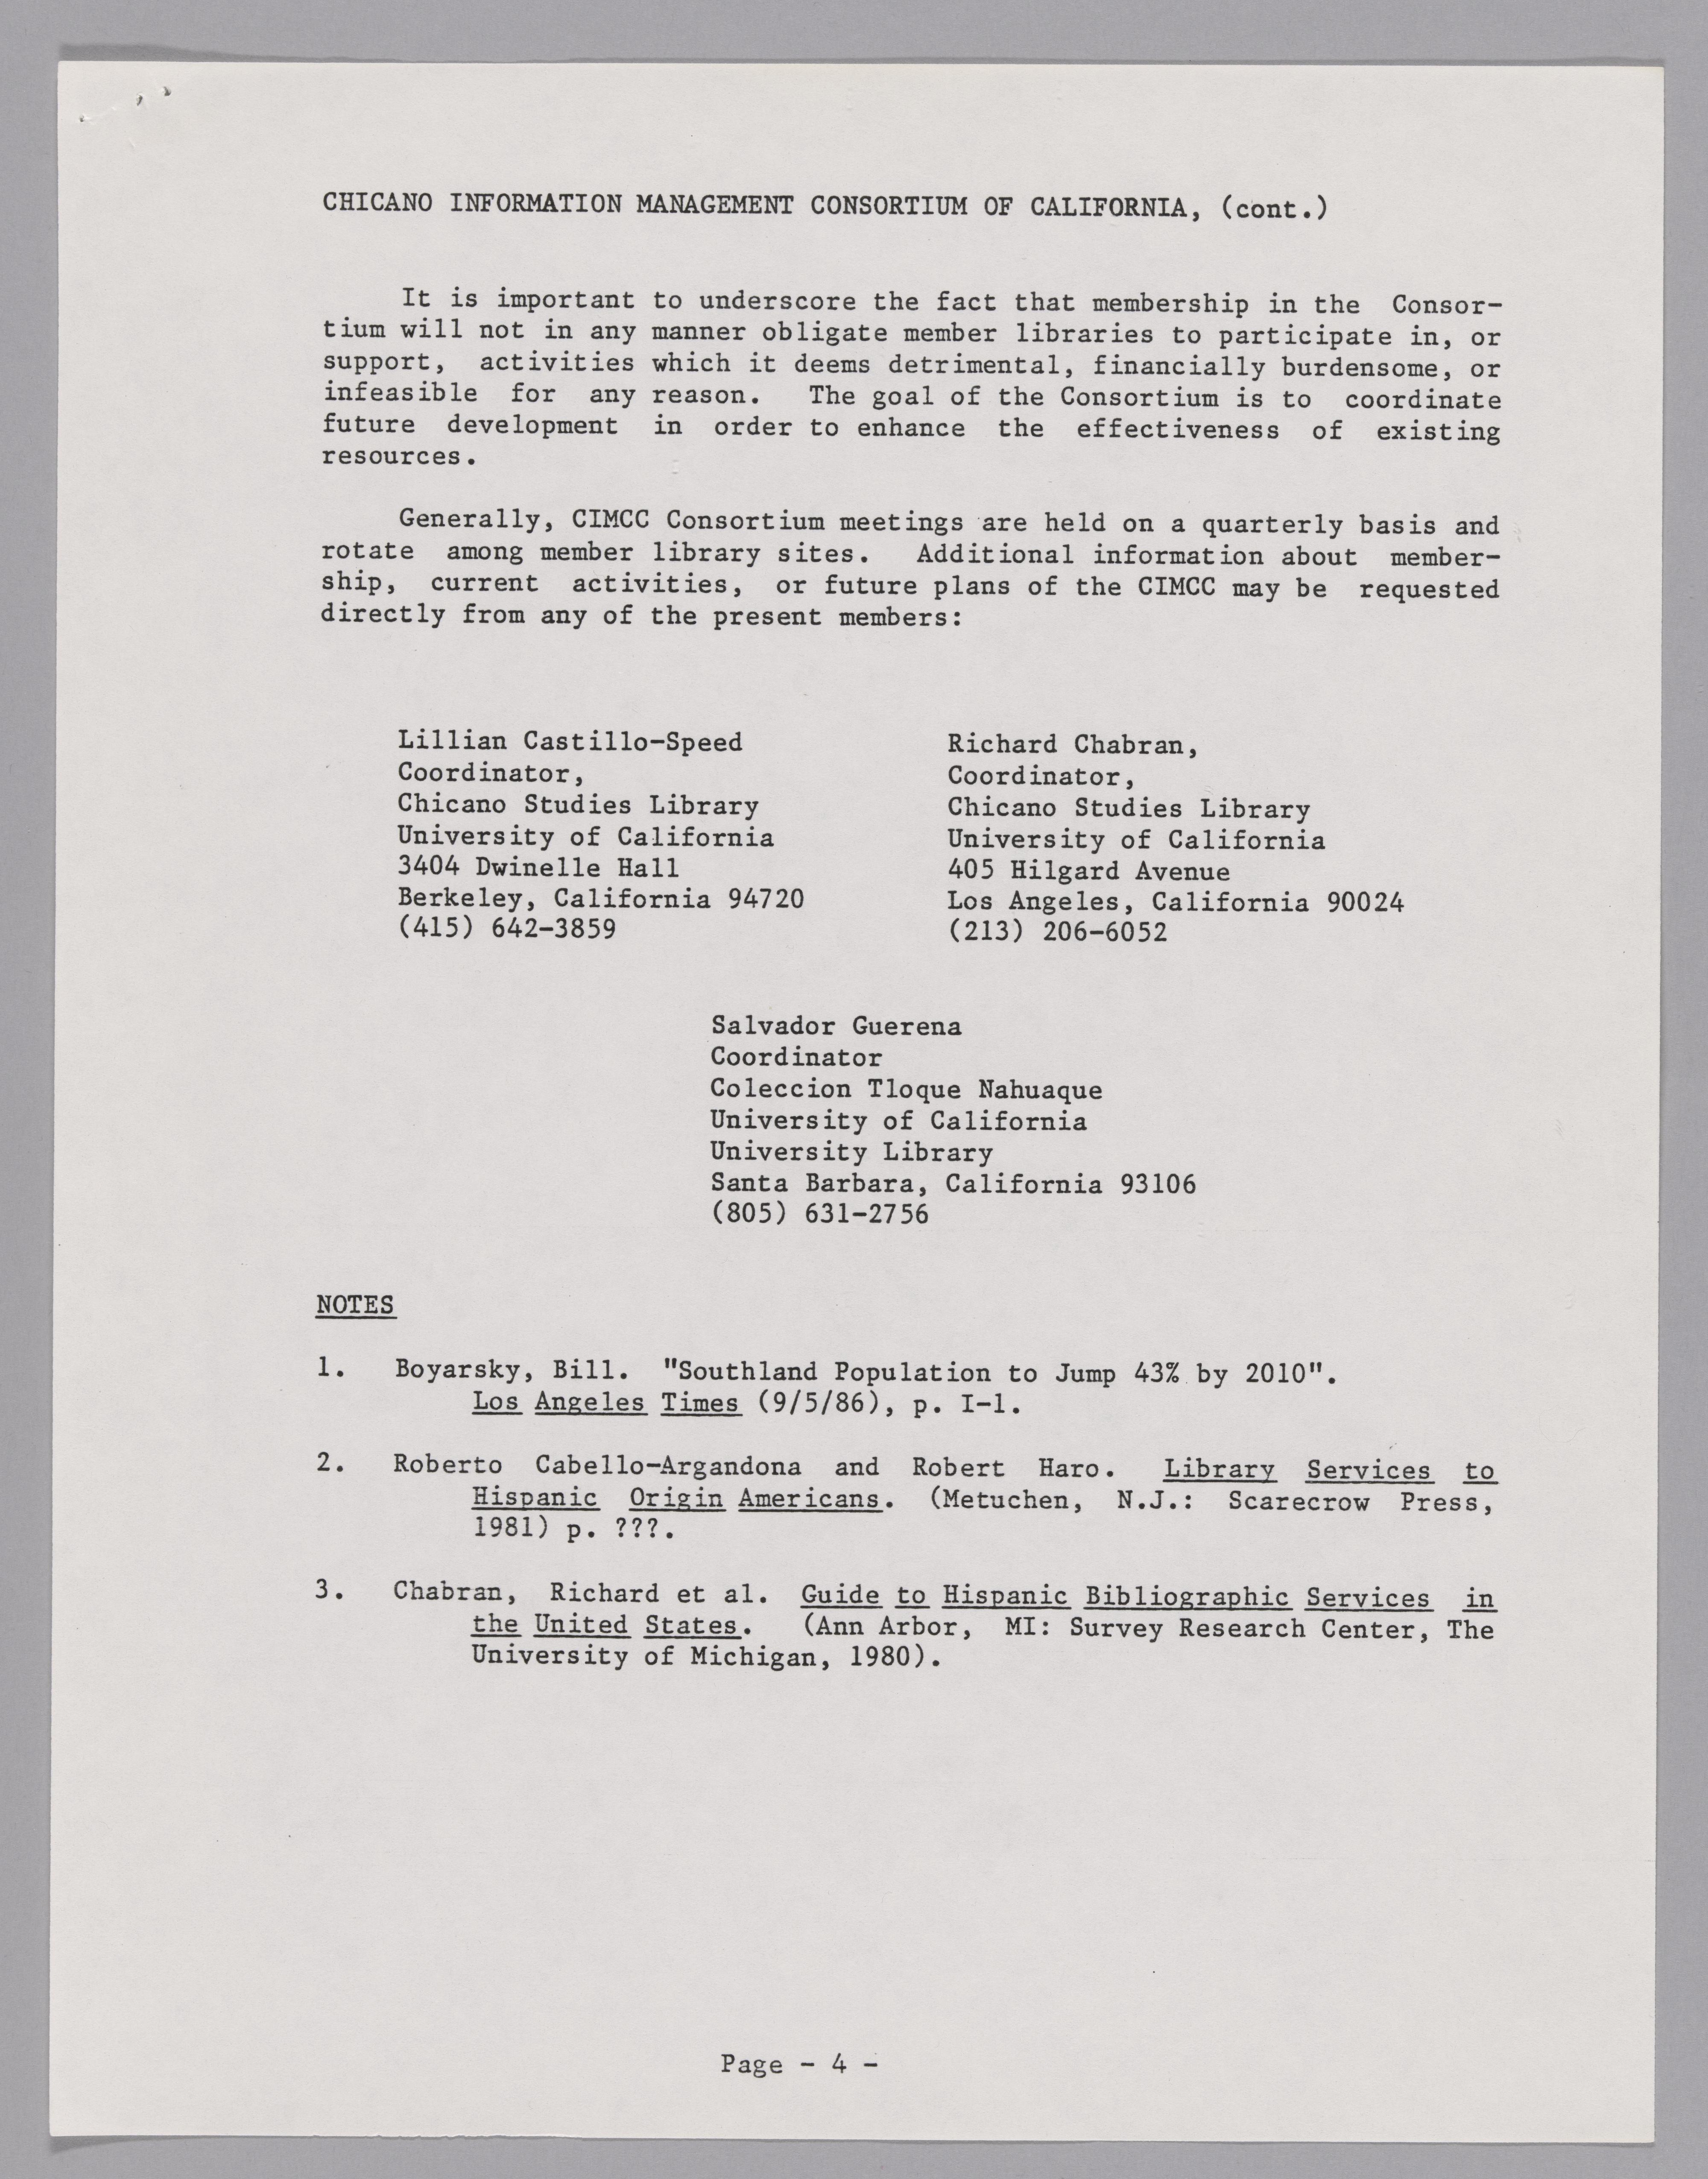 CHICANO INFORMATION MANAGEMENT CONSORTIUM OF CALIFORNIA, (cont.)
It is important to underscore the fact that membership in the Consor-
tium will not in any manner obligate member libraries to participate in, or
support, activities which it deems detrimental, financially burdensome, or
infeasible for any reason. The goal of the Consortium is to coordinate
future development in order to enhance the effectiveness of existing
resources.
Generally, CIMCC Consortium meetings are held on a quarterly basis and
rotate among member library sites. Additional information about member-
ship, current activities, or future plans of the CIMCC may be requested
directly from any of the present members:
Lillian Castillo-Speed
Coordinator,
Chicano Studies Library
University of California
3404 Dwinelle Hall
Berkeley, California 94720
(415) 642-3859
Richard Chabran,
Coordinator,
Chicano Studies Library
University of California
405 Hilgard Avenue
Los Angeles, California 90024
(213) 206-6052
Salvador Guerena
Coordinator
Coleccion Tloque Nahuaque
University of California
University Library
Santa Barbara, California 93106
(805) 631-2756
NOTES
1. Boyarsky, Bill. "Southland Population to Jump 43% by 2010".
Los Angeles Times (9/5/86), p. I-1.
2. Roberto Cabello-Argandona and Robert Haro. Library Services to
Hispanic Origin Americans. (Metuchen, N.J.: Scarecrow Press,
1981) p. ???.
3. Chabran, Richard et al. Guide to Hispanic Bibliographic Services in
the United States. (Ann Arbor, MI: Survey Research Center, The
University of Michigan, 1980).
Page - 4 -